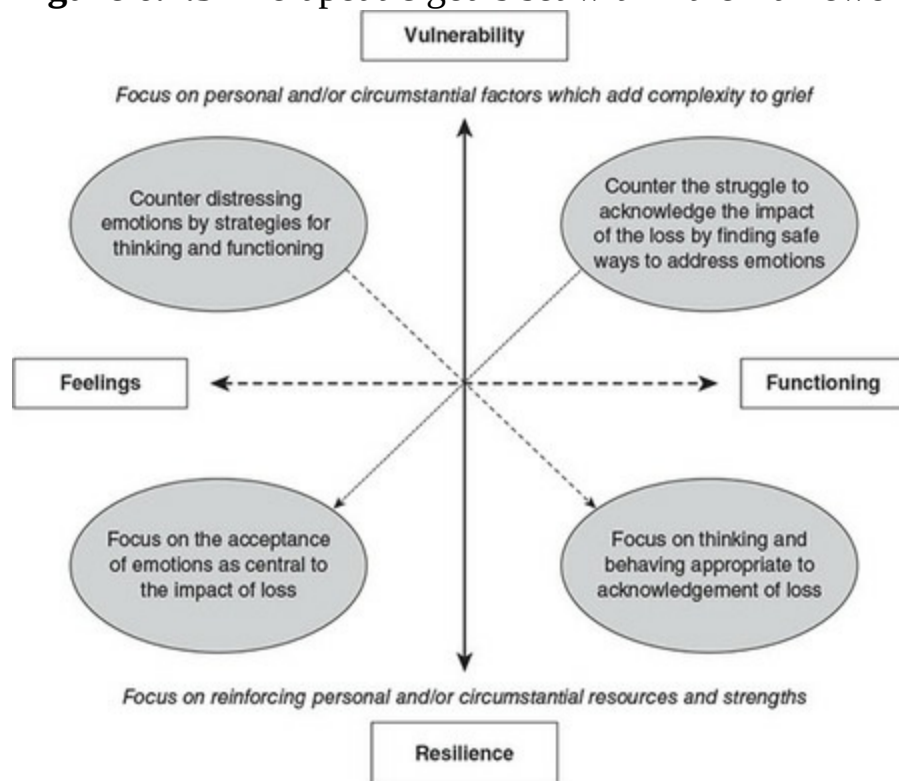 Vulnerability
Focus on personal and/or circumstantial factors which add complexity to grief
Counter distressing
emotions by strategies for
thinking and functioning
Counter the struggle to
acknowledge the impact
of the loss by finding safe
ways to address emotions
Feelings
Functioning
Focus on the acceptance
of emotions as central to
the impact of loss
Focus on thinking and
behaving appropriate to
acknowledgement of loss
Focus on reinforcing personal and/or circumstantial resources and strengths
Resilience